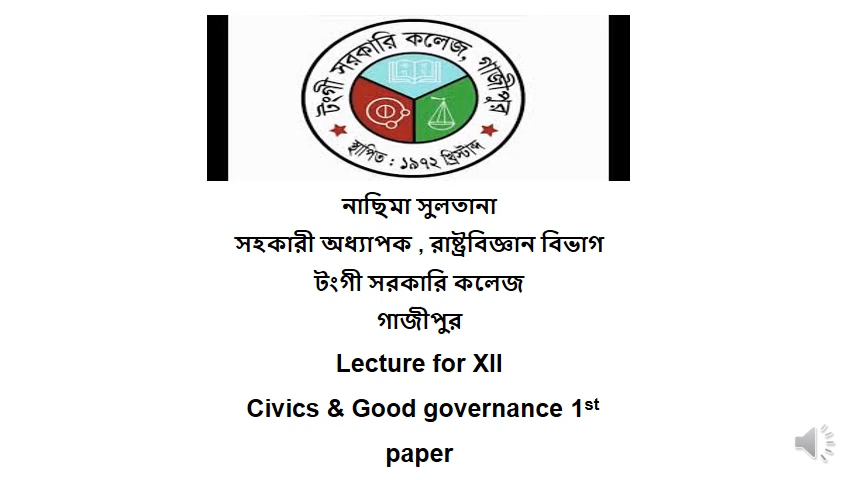 টংগী সরকারি কলেজ, গাজীপুর
স্থাপিত : ১৯৭২ খ্রিস্টাব্দ
নাছিমা সুলতানা
সহকারী অধ্যাপক , রাষ্ট্রবিজ্ঞান বিভাগ
টংগী সরকারি কলেজ
গাজীপুর
Lecture for XII
Civics & Good governance 1st
paper